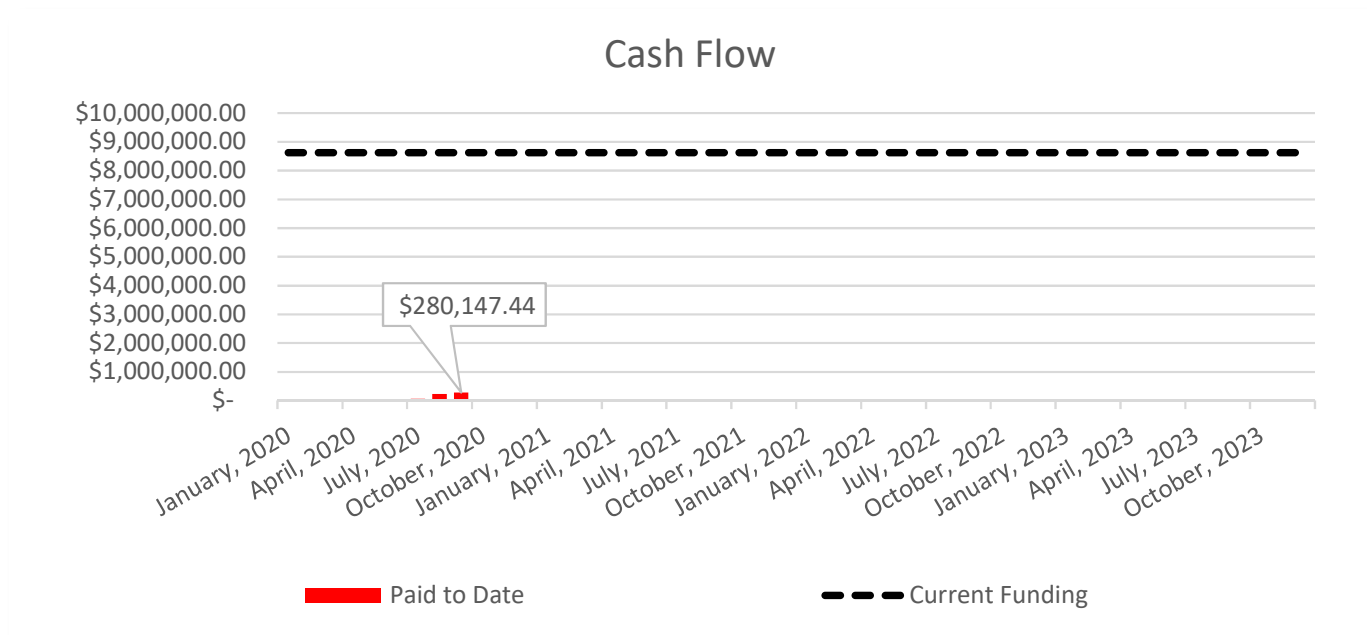 Cash Flow
$10,000,000.00
$9,000,000.00
$8,000,000.00
$7,000,000.00
$6,000,000.00
$5,000,000.00
$4,000,000.00
$3,000,000.00
$2,000,000.00
$1,000,000.00
$-
$280,147.44
January, 2020
April, 2020
July, 2020
October, 2020
January, 2021
April, 2021
July, 2021
October, 2021
January, 2022
April, 2022
July, 2022
October, 2022
January, 2023
April, 2023
July, 2023
October, 2023
Paid to Date
Current Funding